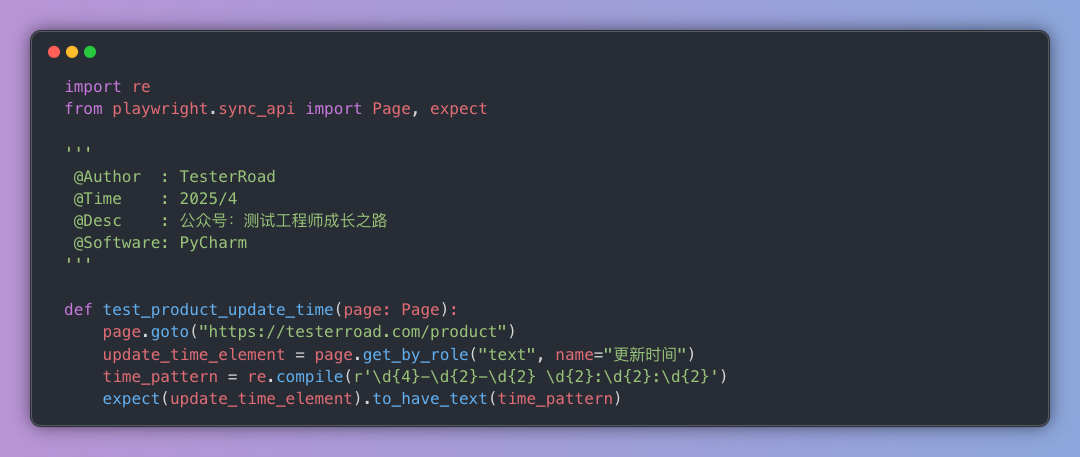 import re
from playwright.sync_api import Page, expect

'''
 @Author  : TesterRoad
 @Time    : 2025/4
 @Desc    : 公众号：测试工程师成长之路
 @Software: PyCharm
'''

def test_product_update_time(page: Page):
    page.goto("https://testerroad.com/product")
    update_time_element = page.get_by_role("text", name="更新时间")
    time_pattern = re.compile(r'\d{4}-\d{2}-\d{2} \d{2}:\d{2}:\d{2}')
    expect(update_time_element).to_have_text(time_pattern)